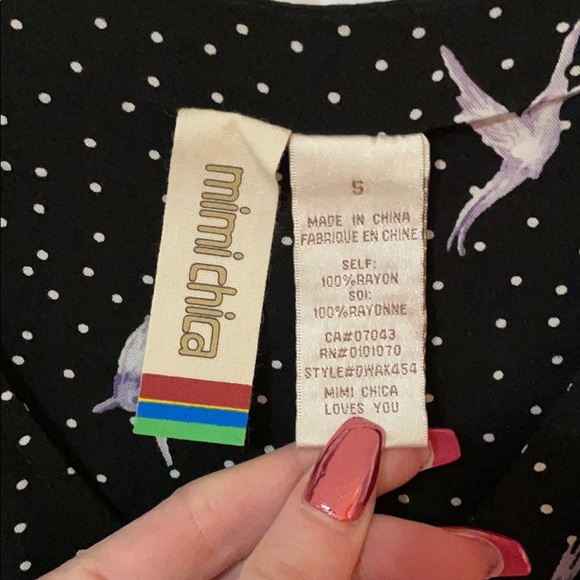 mimi chica
S
MADE IN CHINA
FABRIQUE EN CHINE
SELF:
100%RAYON
SOI:
100%RAYONNE
CA#07043
RN#0101070
STYLE#0WAK454
MIMI CHICA
LOVES YOU